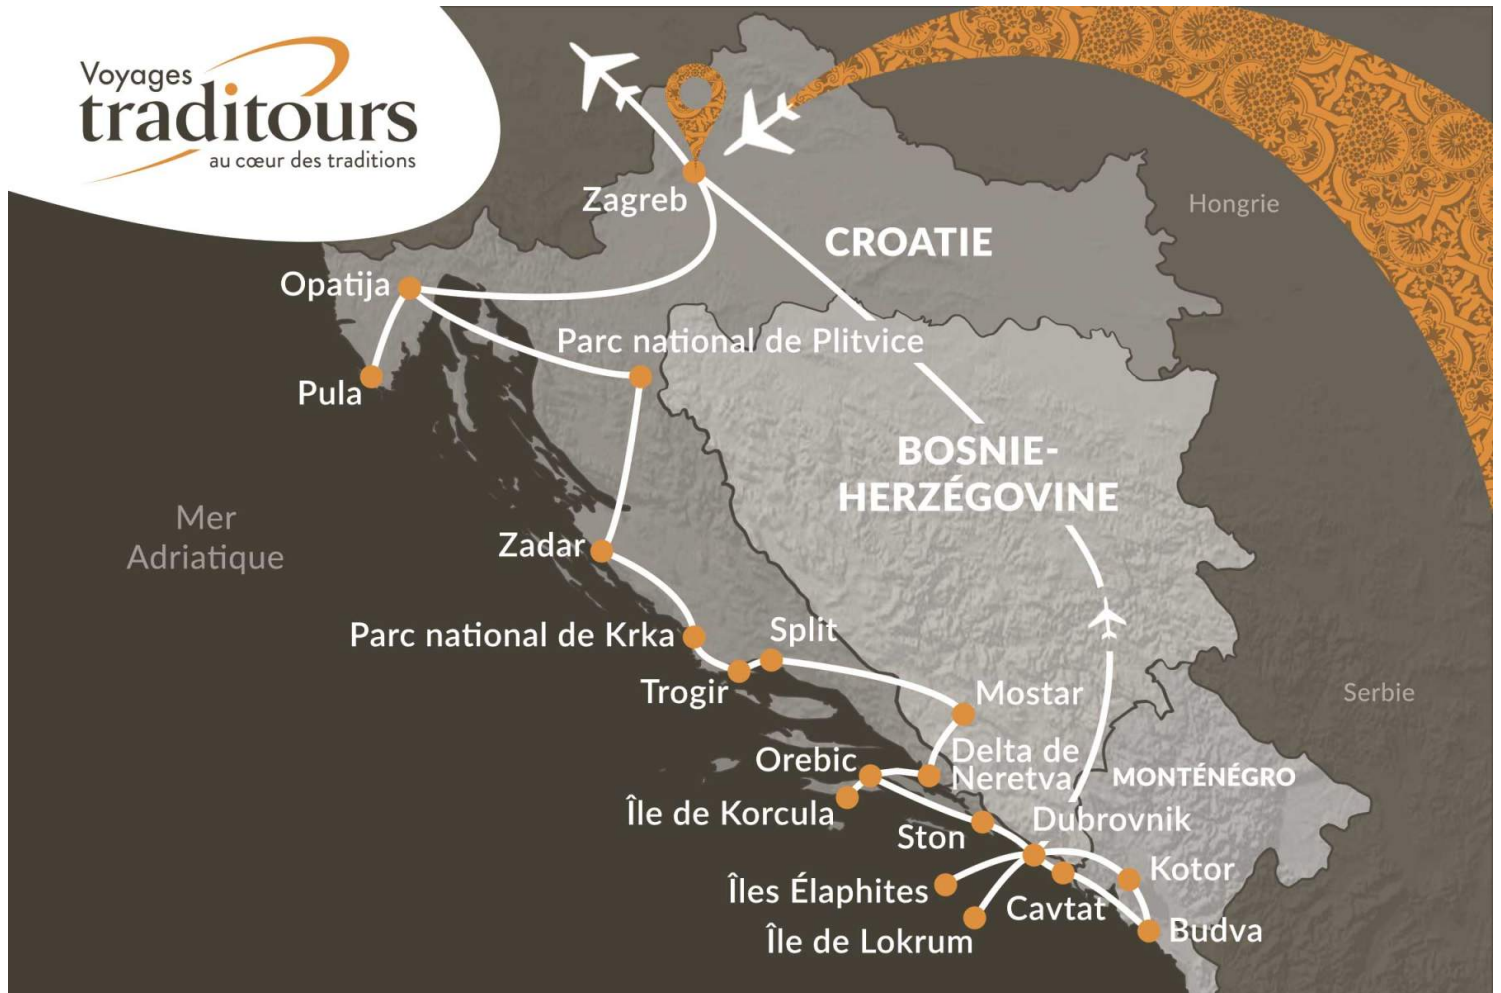 Voyages
traditours
au cœur des traditions
Zagreb
Hongrie
CROATIE
Opatija
Parc national de Plitvice
Pula
BOSNIE-
HERZÉGOVINE
Mer
Adriatique
Zadar
Parc national de Krka
Split
Trogir
Mostar
Serbie
Delta de
Neretva
Orebic
MONTÉNÉGRO
Île de Korcula
Ston
Dubrovnik
Kotor
Îles Élaphites
Cavtat
Budva
Île de Lokrum